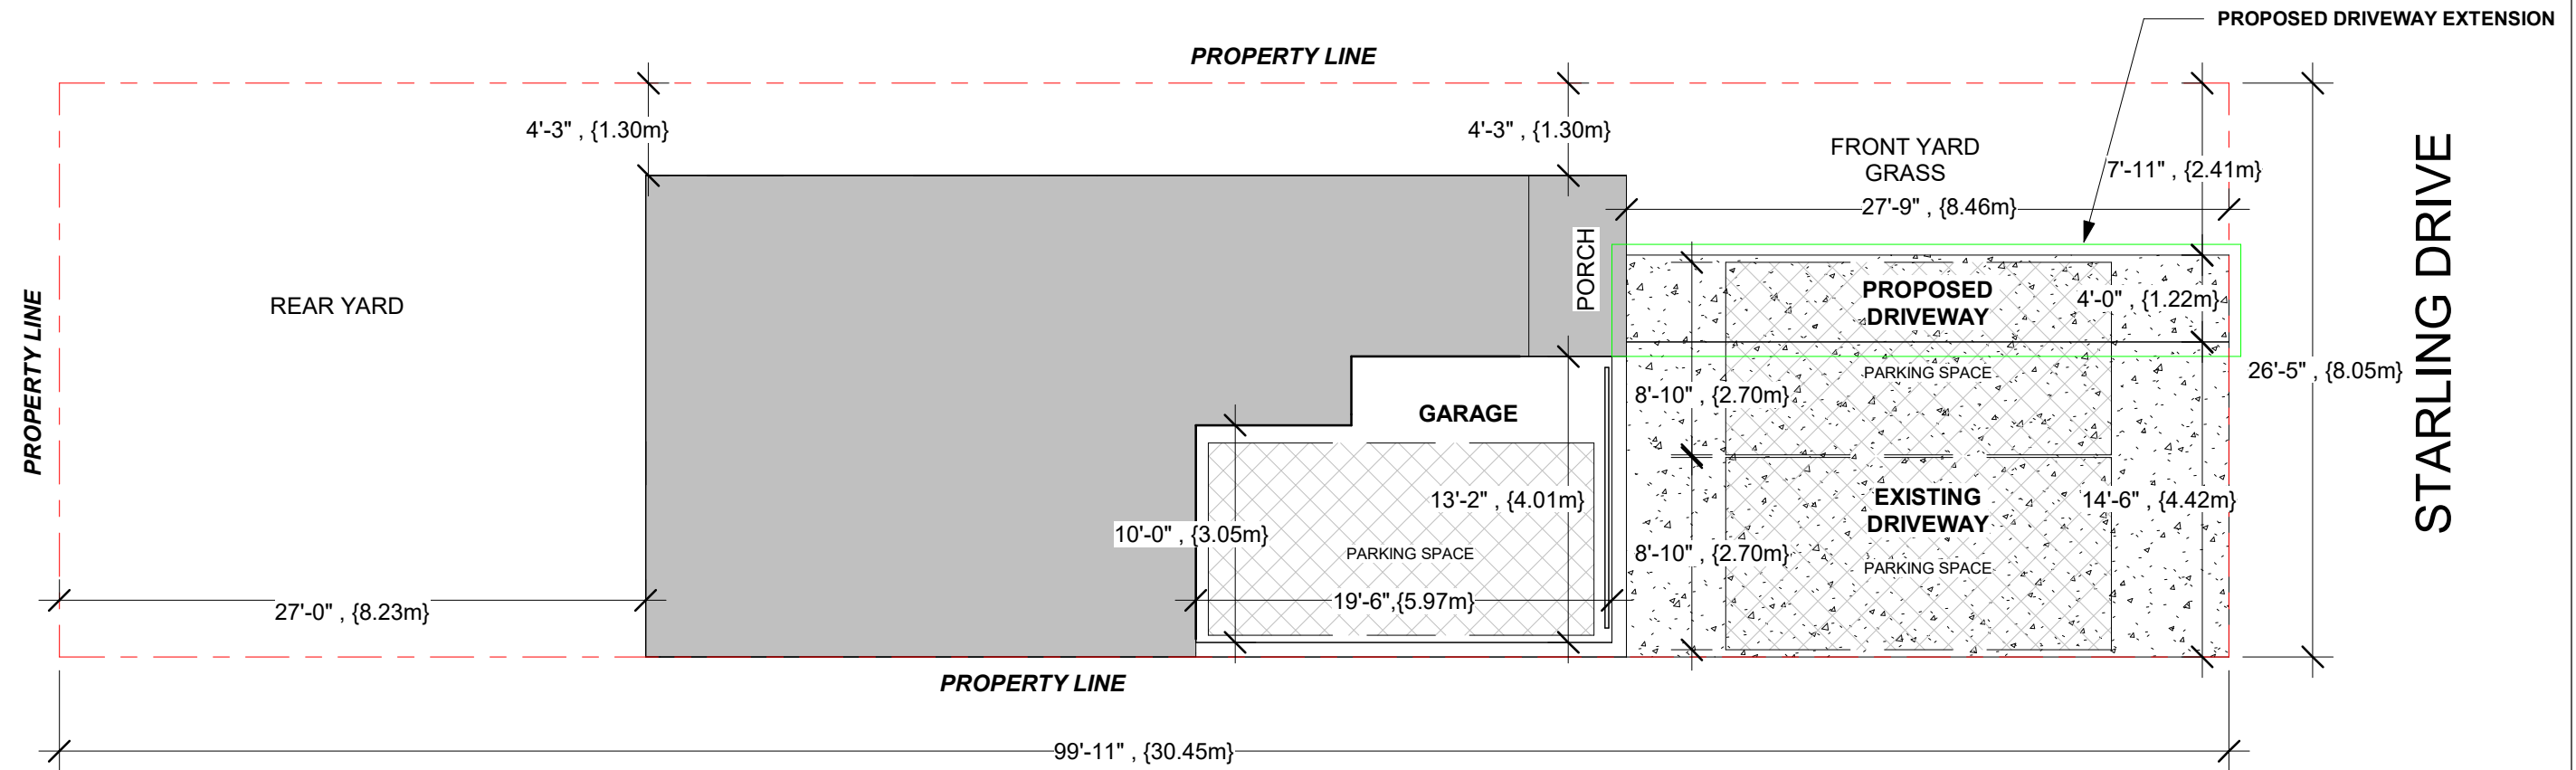 PROPOSED DRIVEWAY EXTENSION
PROPERTY LINE
4'-3" , {1.30m}
4'-3" , {1.30m}
FRONT YARD
GRASS
7'-11" , {2.41m}
27'-9" , {8.46m}
STARLING DRIVE
PORCH
REAR YARD
PROPERTY LINE
PROPOSED
DRIVEWAY
4'-0" , {1.22m}
PARKING SPACE
26'-5" , {8.05m}
8'-10" , {2.70m}
GARAGE
13'-2" , {4.01m}
EXISTING
DRIVEWAY
14'-6" , {4.42m}
10'-0" , {3.05m}
PARKING SPACE
8'-10" , {2.70m}
PARKING SPACE
27'-0" , {8.23m}
19'-6",{5.97m}
PROPERTY LINE
99'-11" , {30.45m}